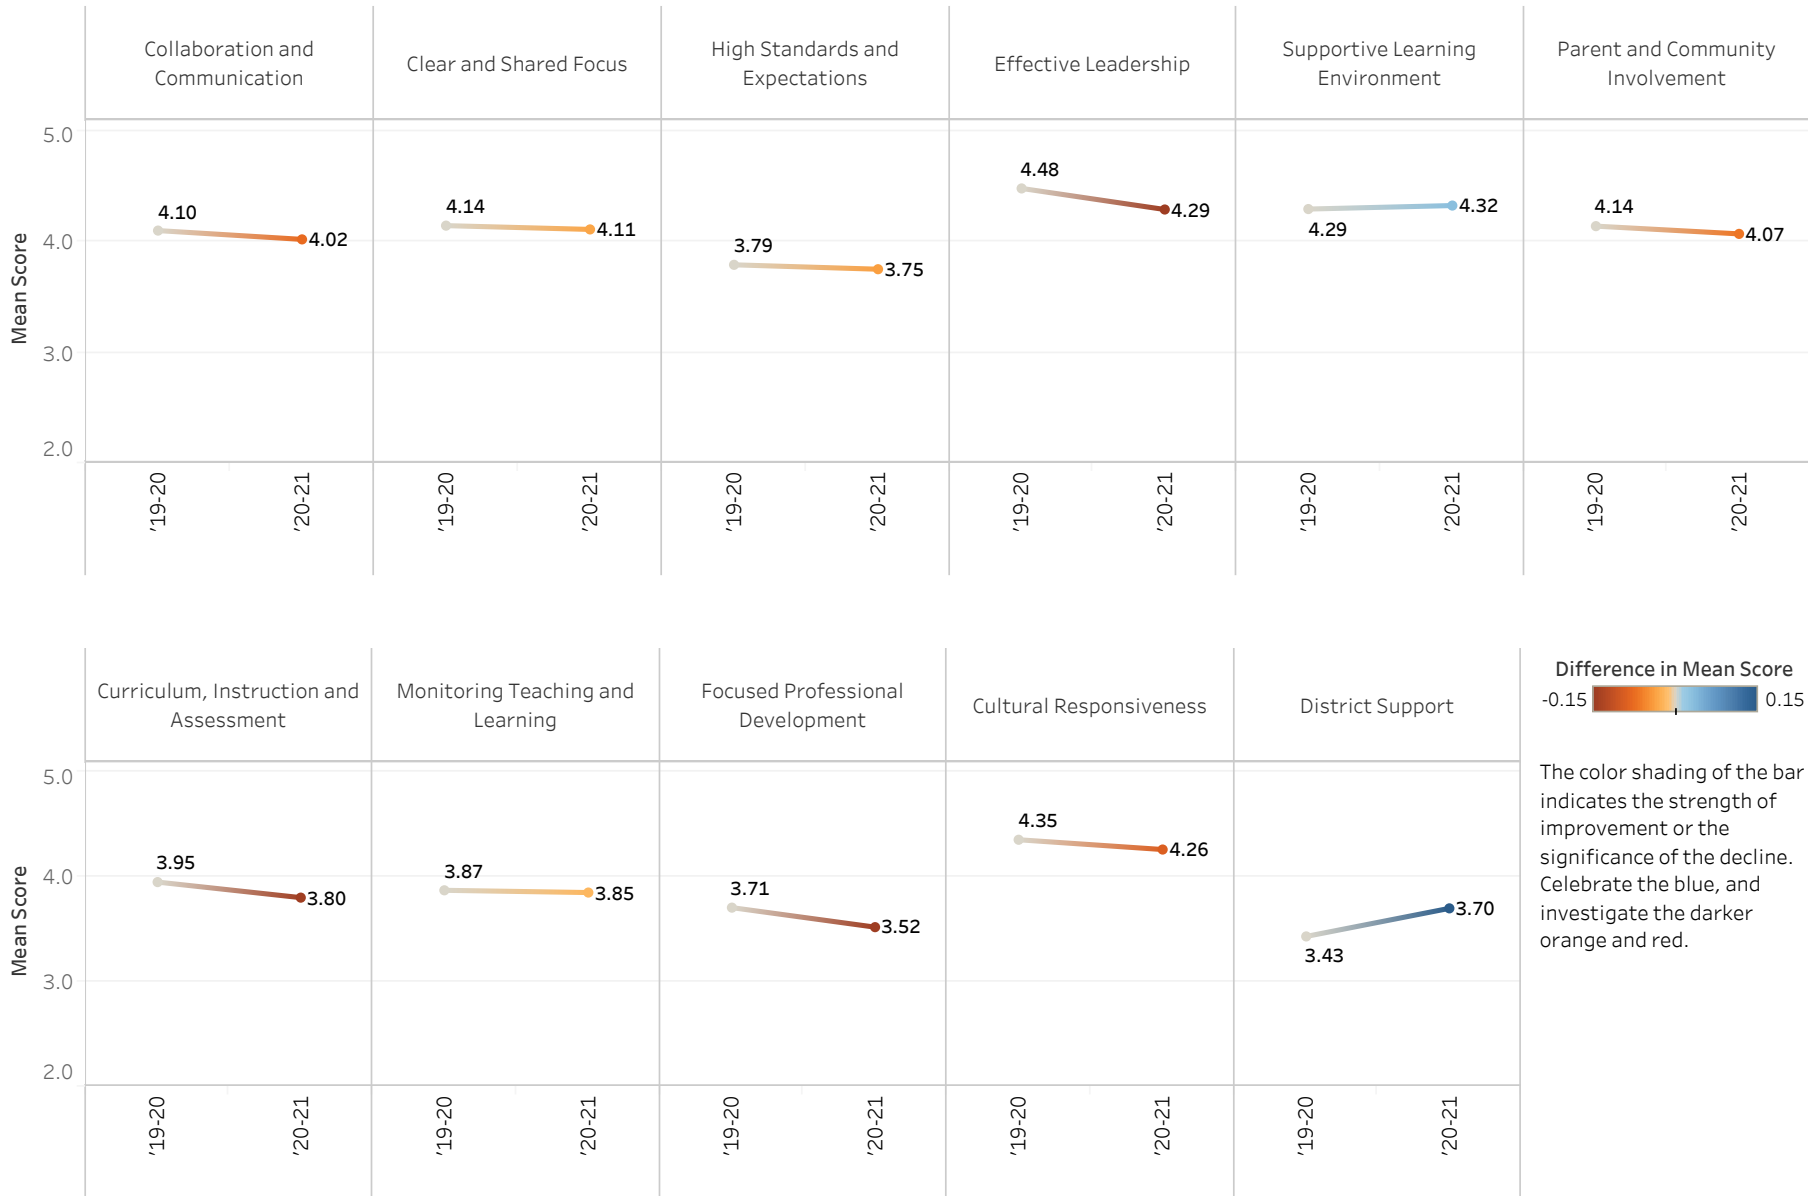 Collaboration and
Communication
Clear and Shared Focus
High Standards and
Expectations
Effective Leadership
Supportive Learning
Environment
Parent and Community
Involvement
Mean Score
5.0
4.0
3.0
2.0
4.10
4.02
4.14
4.11
3.79
3.75
4.48
4.29
4.29
4.32
4.14
4.07
'19-20
'20-21
'19-20
'20-21
'19-20
'20-21
'19-20
'20-21
'19-20
'20-21
'19-20
'20-21
Curriculum, Instruction and
Assessment
Monitoring Teaching and
Learning
Focused Professional
Development
Cultural Responsiveness
District Support
Mean Score
5.0
4.0
3.0
2.0
3.95
3.80
3.87
3.85
3.71
3.52
4.35
4.26
3.43
3.70
'19-20
'20-21
'19-20
'20-21
'19-20
'20-21
'19-20
'20-21
'19-20
'20-21
Difference in Mean Score
-0.15
0.15
The color shading of the bar
indicates the strength of
improvement or the
significance of the decline.
Celebrate the blue, and
investigate the darker
orange and red.